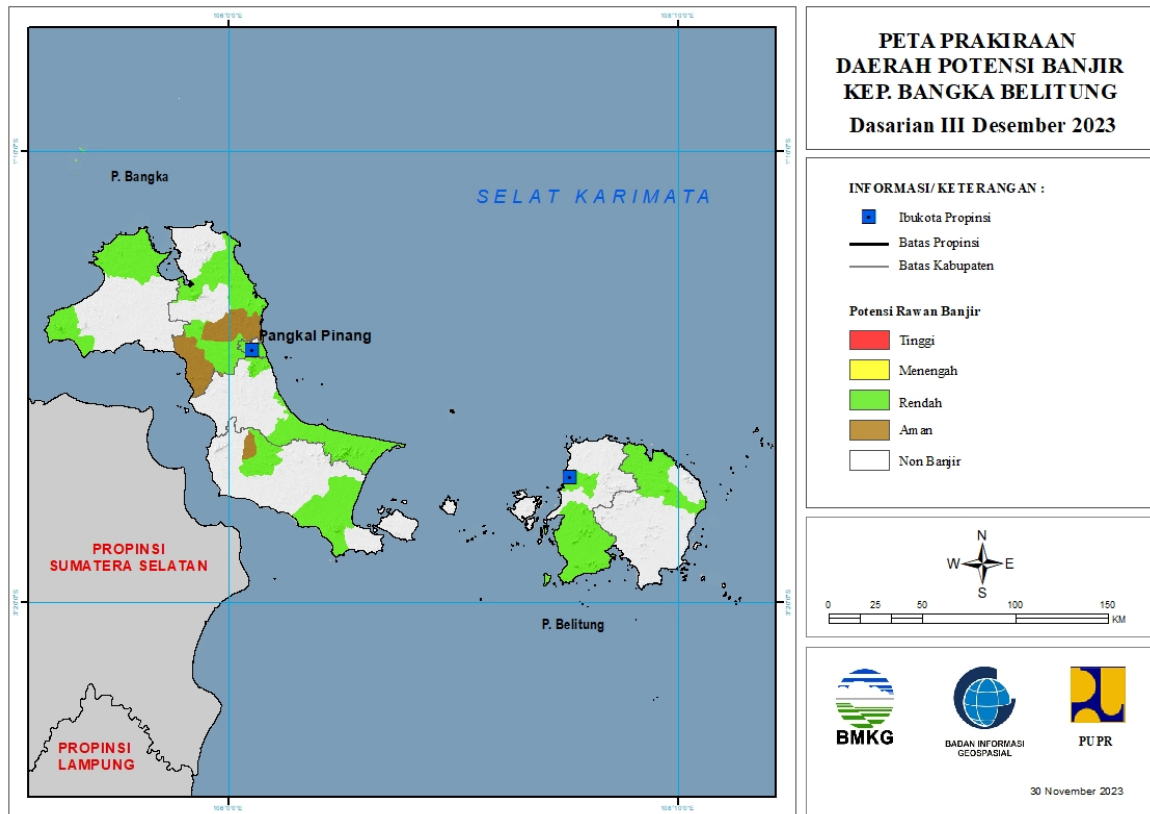 PETA PRAKIRAAN
DAERAH POTENSI BANJIR
KEP. BANGKA BELITUNG
Dasarian III Desember 2023
P. Bangka
SELAT KARIMATA
Pangkal Pinang
PROPINSI
SUMATERA SELATAN
P. Belitung
PROPINSI
LAMPUNG
INFORMASI/ KETERANGAN :
Ibukota Propinsi
Batas Propinsi
Batas Kabupaten
Potensi Rawan Banjir
Tinggi
Menengah
Rendah
Aman
Non Banjir
N
W E
S
0 25 50 100 150
KM
BMKG
BADAN INFORMASI
GEOSPASIAL
PUPR
30 November 2023